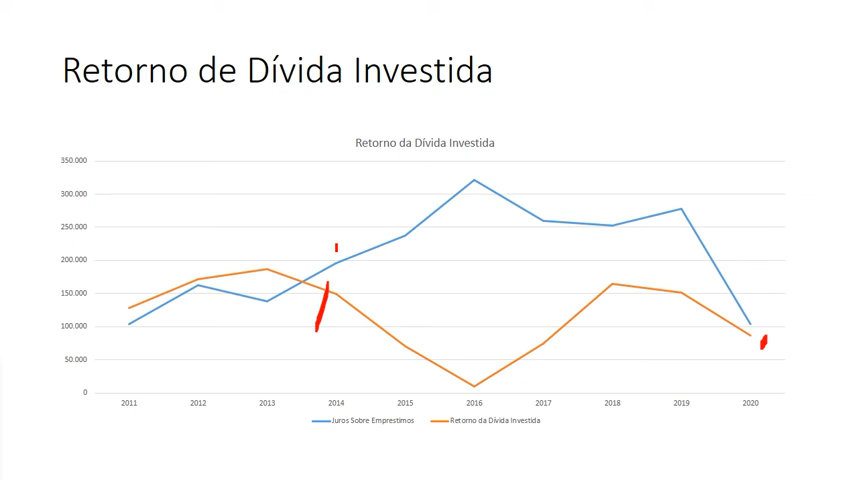 Retorno de Dívida Investida
Retorno da Dívida Investida
350.000
300.000
250.000
200.000
150.000
100.000
50.000
0
2011 2012 2013 2014 2015 2016 2017 2018 2019 2020
Juros Sobre Emprestimos Retorno da Dívida Investida